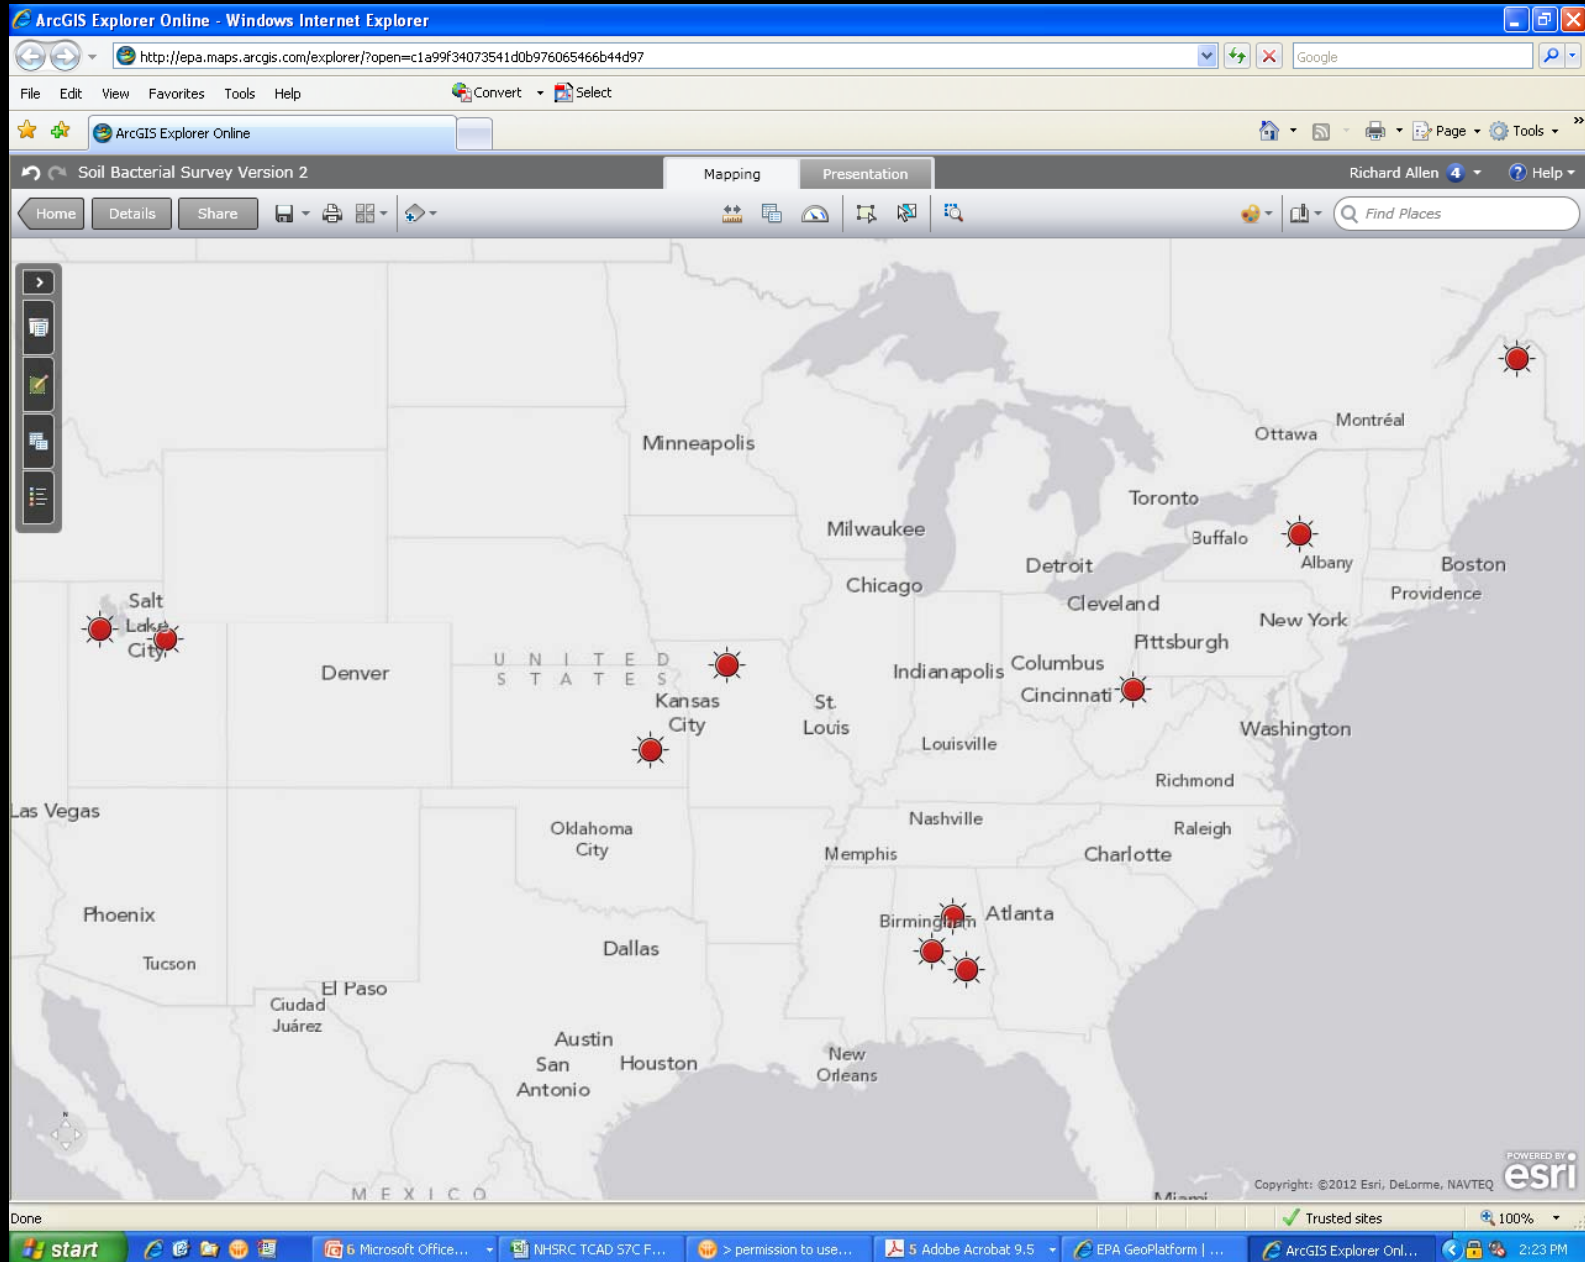 ArcGIS Explorer Online - Windows Internet Explorer
http://epa.maps.arcgis.com/explorer/?open=c1a99f34073541d0b976065466b44d97
Google
File Edit View Favorites Tools Help Convert Select
ArcGIS Explorer Online
Page Tools »
Soil Bacterial Survey Version 2
Mapping Presentation
Richard Allen 4 Help
Home Details Share
Find Places
Montréal
Ottawa
Minneapolis
Toronto
Milwaukee
Buffalo
Detroit
Albany
Boston
Chicago
Providence
Cleveland
Salt
Lake
City
New York
Pittsburgh
UNITED
STATES
Denver
Indianapolis
Columbus
Cincinnati
Kansas
City
St.
Louis
Washington
Louisville
Richmond
Las Vegas
Nashville
Oklahoma
City
Raleigh
Memphis
Charlotte
Phoenix
Birmingham
Atlanta
Dallas
Tucson
El Paso
Ciudad
Juárez
Austin
San
Antonio
Houston
New
Orleans
N
MEXICO
Miami
POWERED BY
esri
Copyright: ©2012 Esri, DeLorme, NAVTEQ
Done
Trusted sites
100%
start
6 Microsoft Office...
NHSRC TCAD S7C F...
> permission to use...
5 Adobe Acrobat 9.5
EPA GeoPlatform | ...
ArcGIS Explorer Onl...
2:23 PM